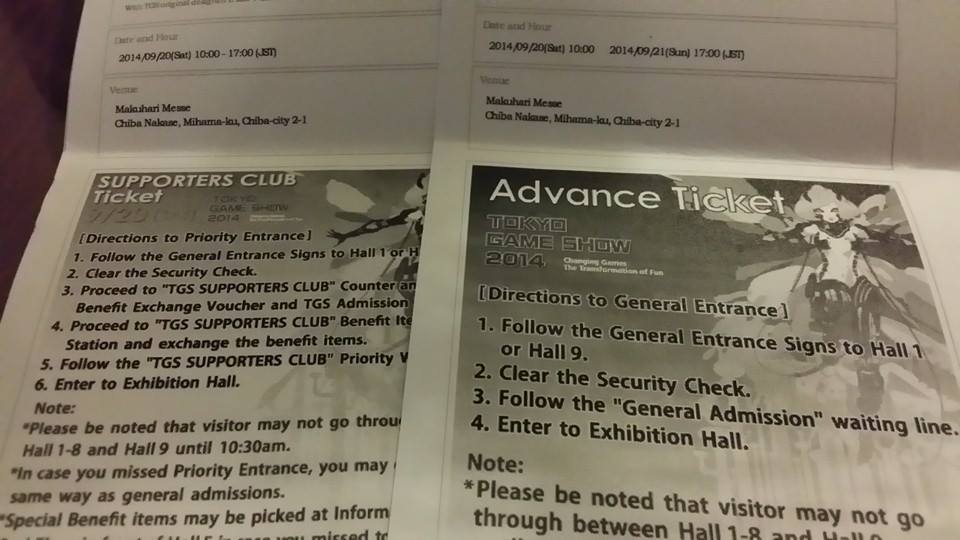 With TGS original design
Date and Hour
2014/09/20(Sat) 10:00 - 17:00 (JST)
Venue
Makuhari Messe
Chiba Nakase, Mihama-ku, Chiba-city 2-1
SUPPORTERS CLUB
Ticket
TOKYO
GAME SHOW
2014
[Directions to Priority Entrance]
1. Follow the General Entrance Signs to Hall 1 or H
2. Clear the Security Check.
3. Proceed to "TGS SUPPORTERS CLUB" Counter an
Benefit Exchange Voucher and TGS Admission
4. Proceed to "TGS SUPPORTERS CLUB" Benefit Ite
Station and exchange the benefit items.
5. Follow the "TGS SUPPORTERS CLUB" Priority W
6. Enter to Exhibition Hall.
Note:
*Please be noted that visitor may not go throu
Hall 1-8 and Hall 9 until 10:30am.
*In case you missed Priority Entrance, you may
same way as general admissions.
*Special Benefit items may be picked at Inform
in case you missed to
Date and Hour
2014/09/20(Sat) 10:00 2014/09/21(Sun) 17:00 (JST)
Venue
Makuhari Messe
Chiba Nakase, Mihama-ku, Chiba-city 2-1
Advance Ticket
TOKYO
GAME SHOW
2014
Changing Games:
The Transformation of Fun
[Directions to General Entrance]
1. Follow the General Entrance Signs to Hall 1
or Hall 9.
2. Clear the Security Check.
3. Follow the "General Admission" waiting line.
4. Enter to Exhibition Hall.
Note:
*Please be noted that visitor may not go
through between Hall 1-8 and Hall 9